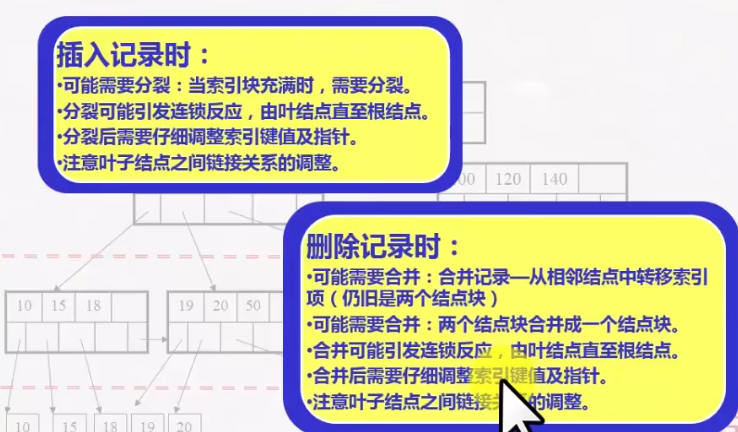 插入记录时：
•可能需要分裂：当索引块充满时，需要分裂。
•分裂可能引发连锁反应，由叶结点直至根结点。
•分裂后需要仔细调整索引键值及指针。
•注意叶子结点之间链接关系的调整。
120 140
删除记录时：
•可能需要合并：合并记录—从相邻结点中转移索引
项（仍旧是两个结点块）
•可能需要合并：两个结点块合并成一个结点块。
•合并可能引发连锁反应，由叶结点直至根结点。
•合并后需要仔细调整索引键值及指针。
•注意叶子结点之间链接关系的调整。
10 15 18 19 20 50
10 15 18 19 20